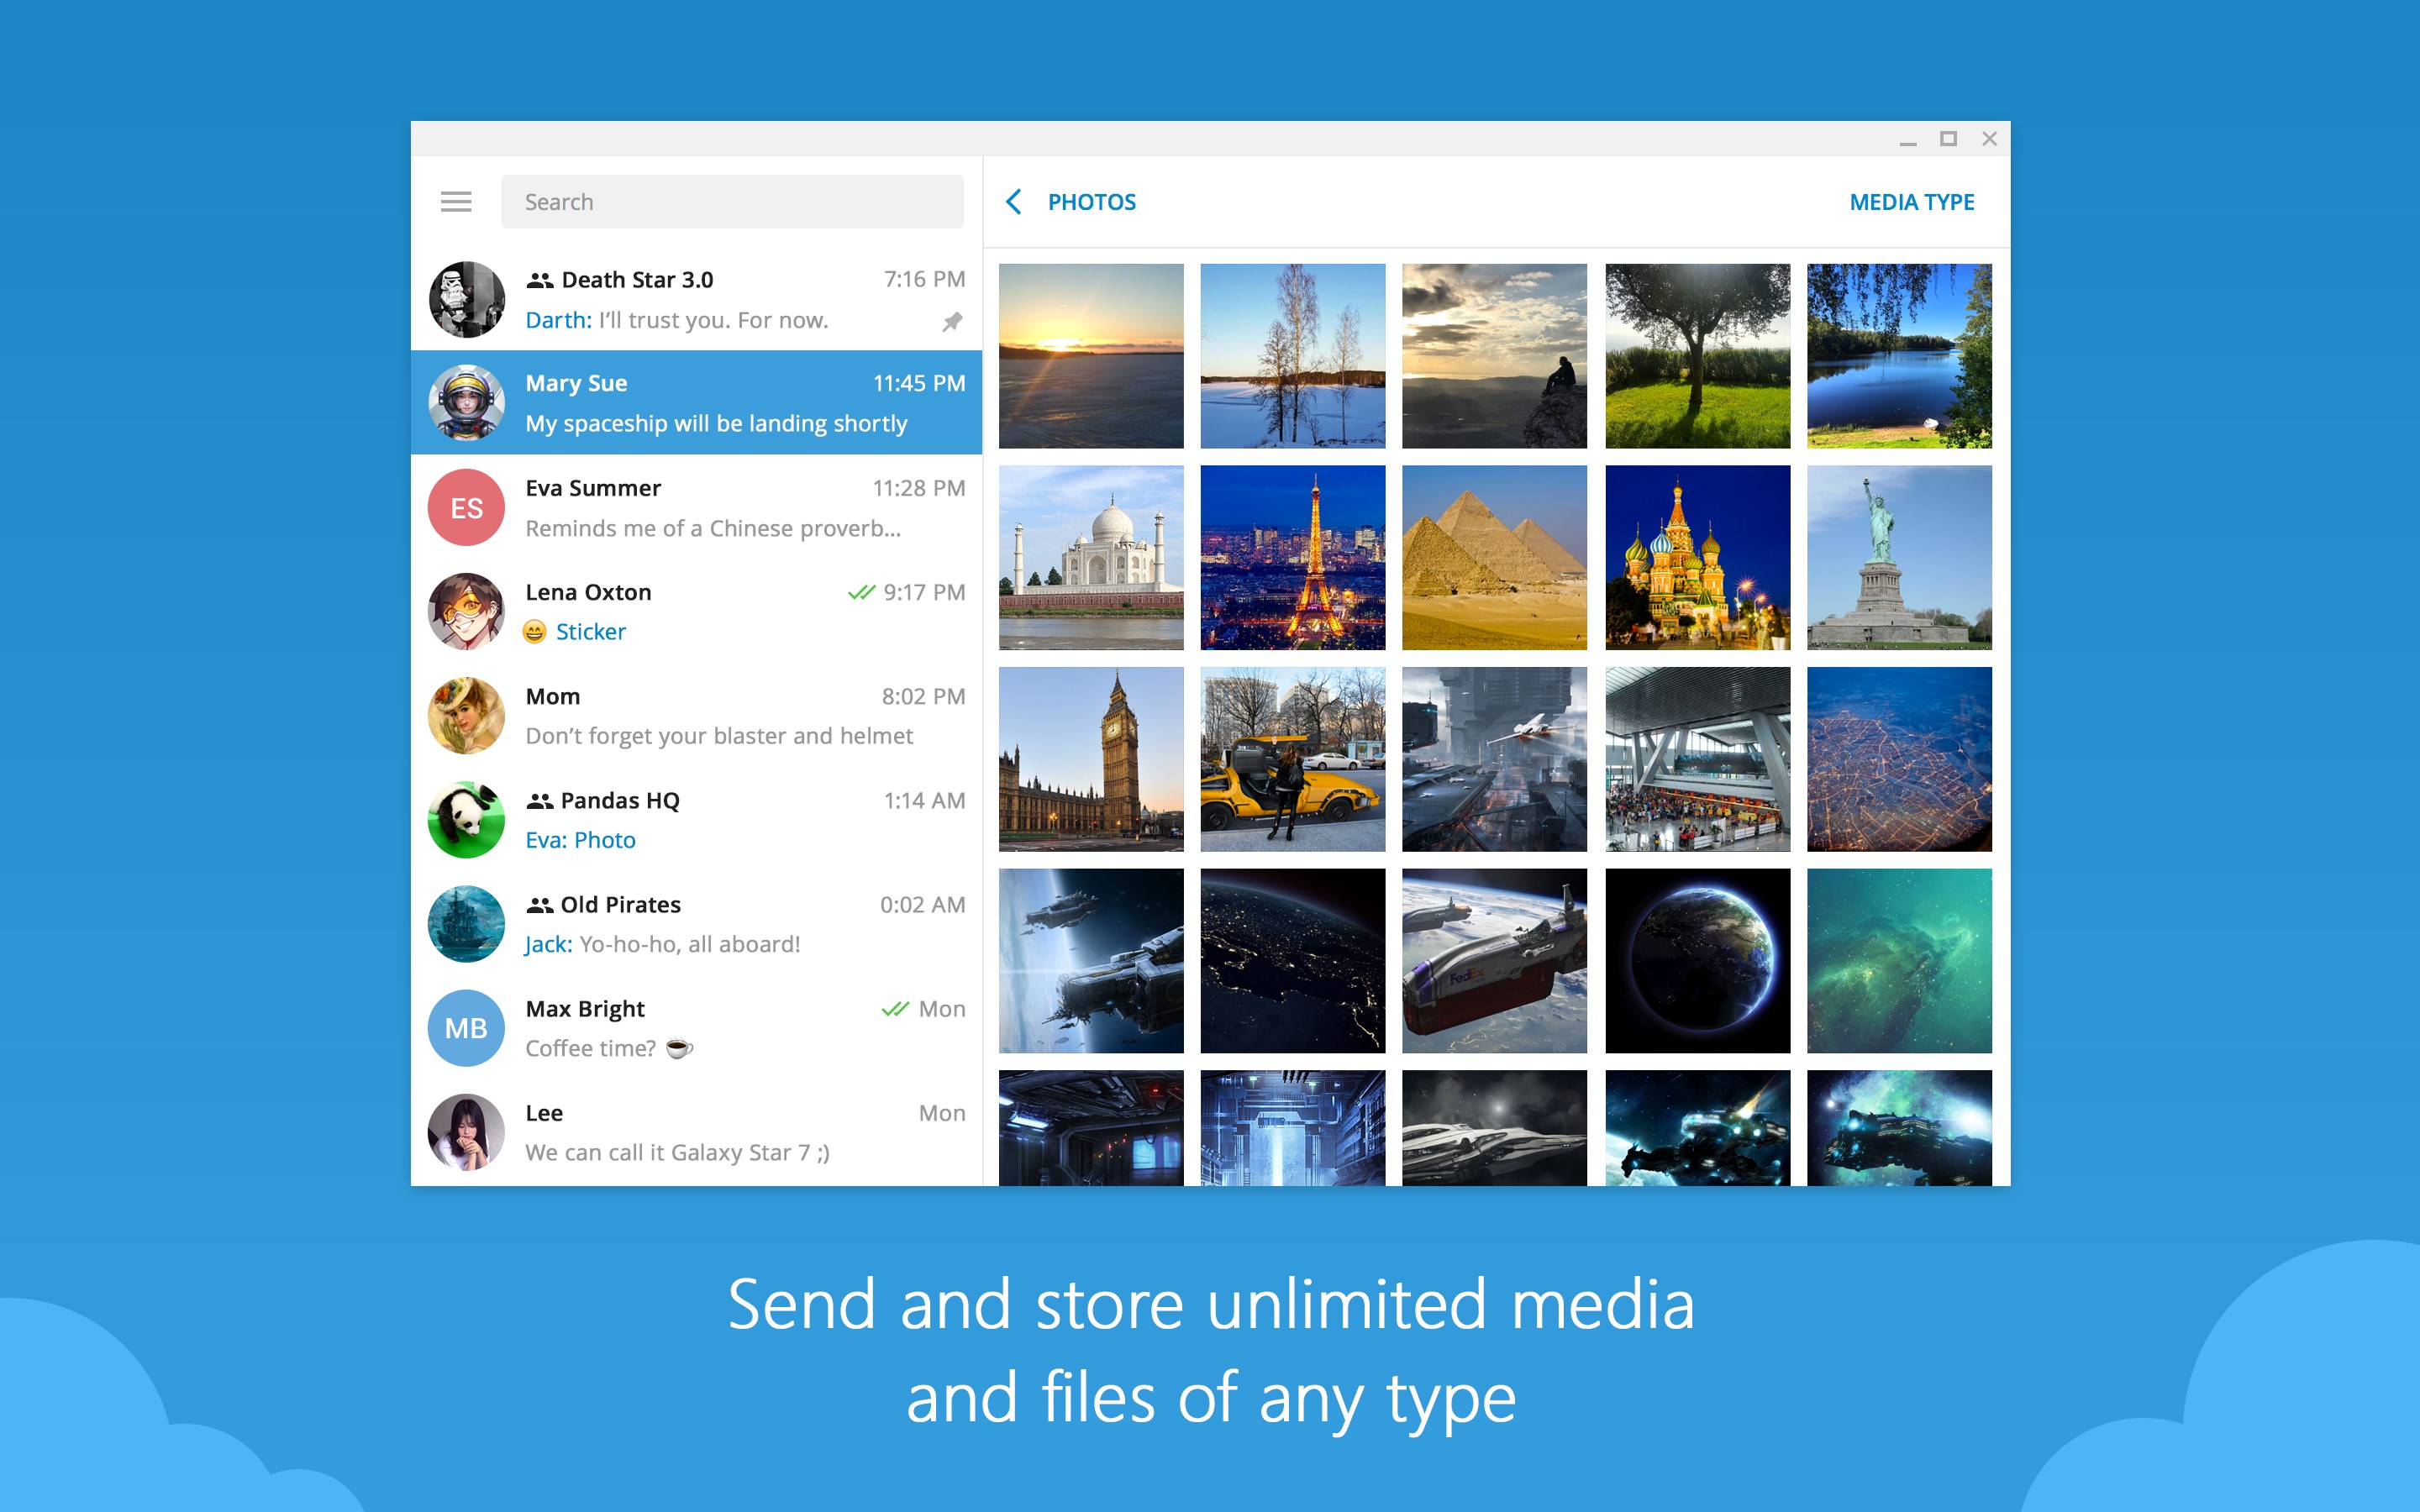 Search
PHOTOS
MEDIA TYPE
Death Star 3.0 7:16 PM
Darth: I’ll trust you. For now.
Mary Sue 11:45 PM
My spaceship will be landing shortly
ES
Eva Summer 11:28 PM
Reminds me of a Chinese proverb...
Lena Oxton 9:17 PM
😄 Sticker
Mom 8:02 PM
Don’t forget your blaster and helmet
Pandas HQ 1:14 AM
Eva: Photo
Old Pirates 0:02 AM
Jack: Yo-ho-ho, all aboard!
MB
Max Bright Mon
Coffee time? ☕
Lee Mon
We can call it Galaxy Star 7 ;)
FedEx
Send and store unlimited media
and files of any type